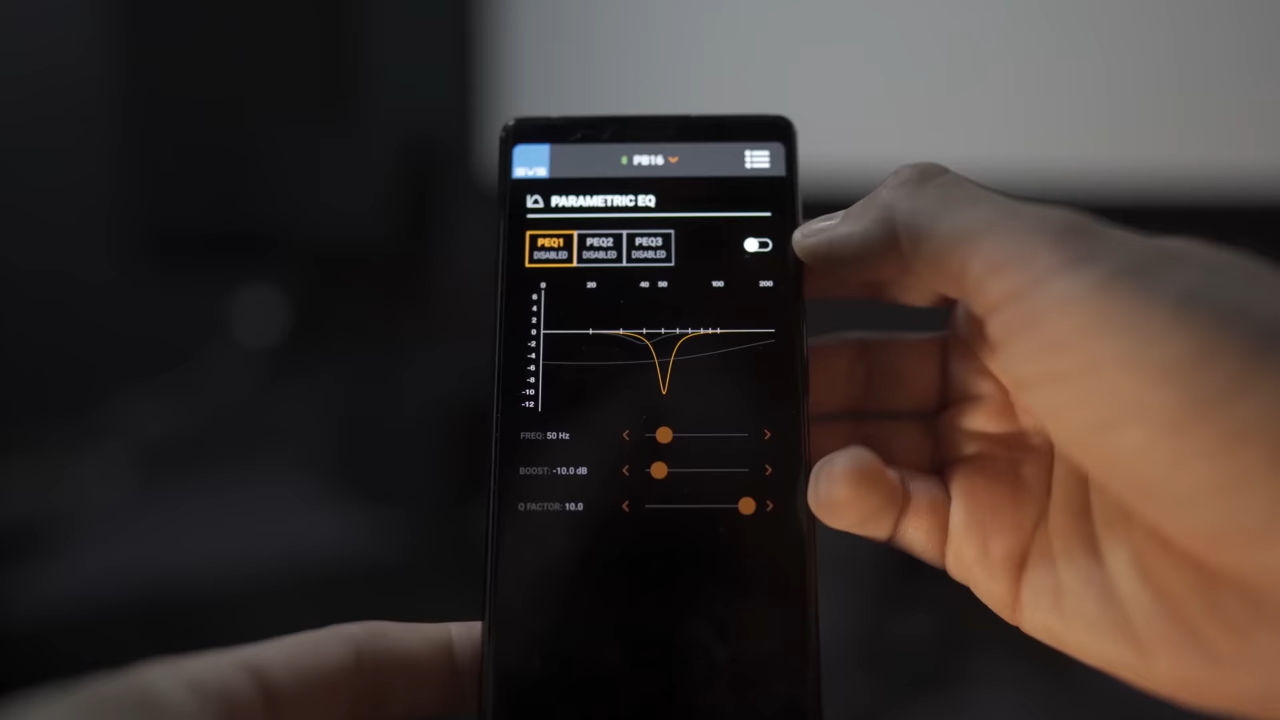 SVS
PB16
PARAMETRIC EQ
PEQ1 PEQ2 PEQ3
DISABLED DISABLED DISABLED
0 20 40 50 100 200
6
4
2
0
-2
-4
-6
-8
-10
-12
FREQ: 50 Hz
BOOST: -10.0 dB
Q FACTOR: 10.0